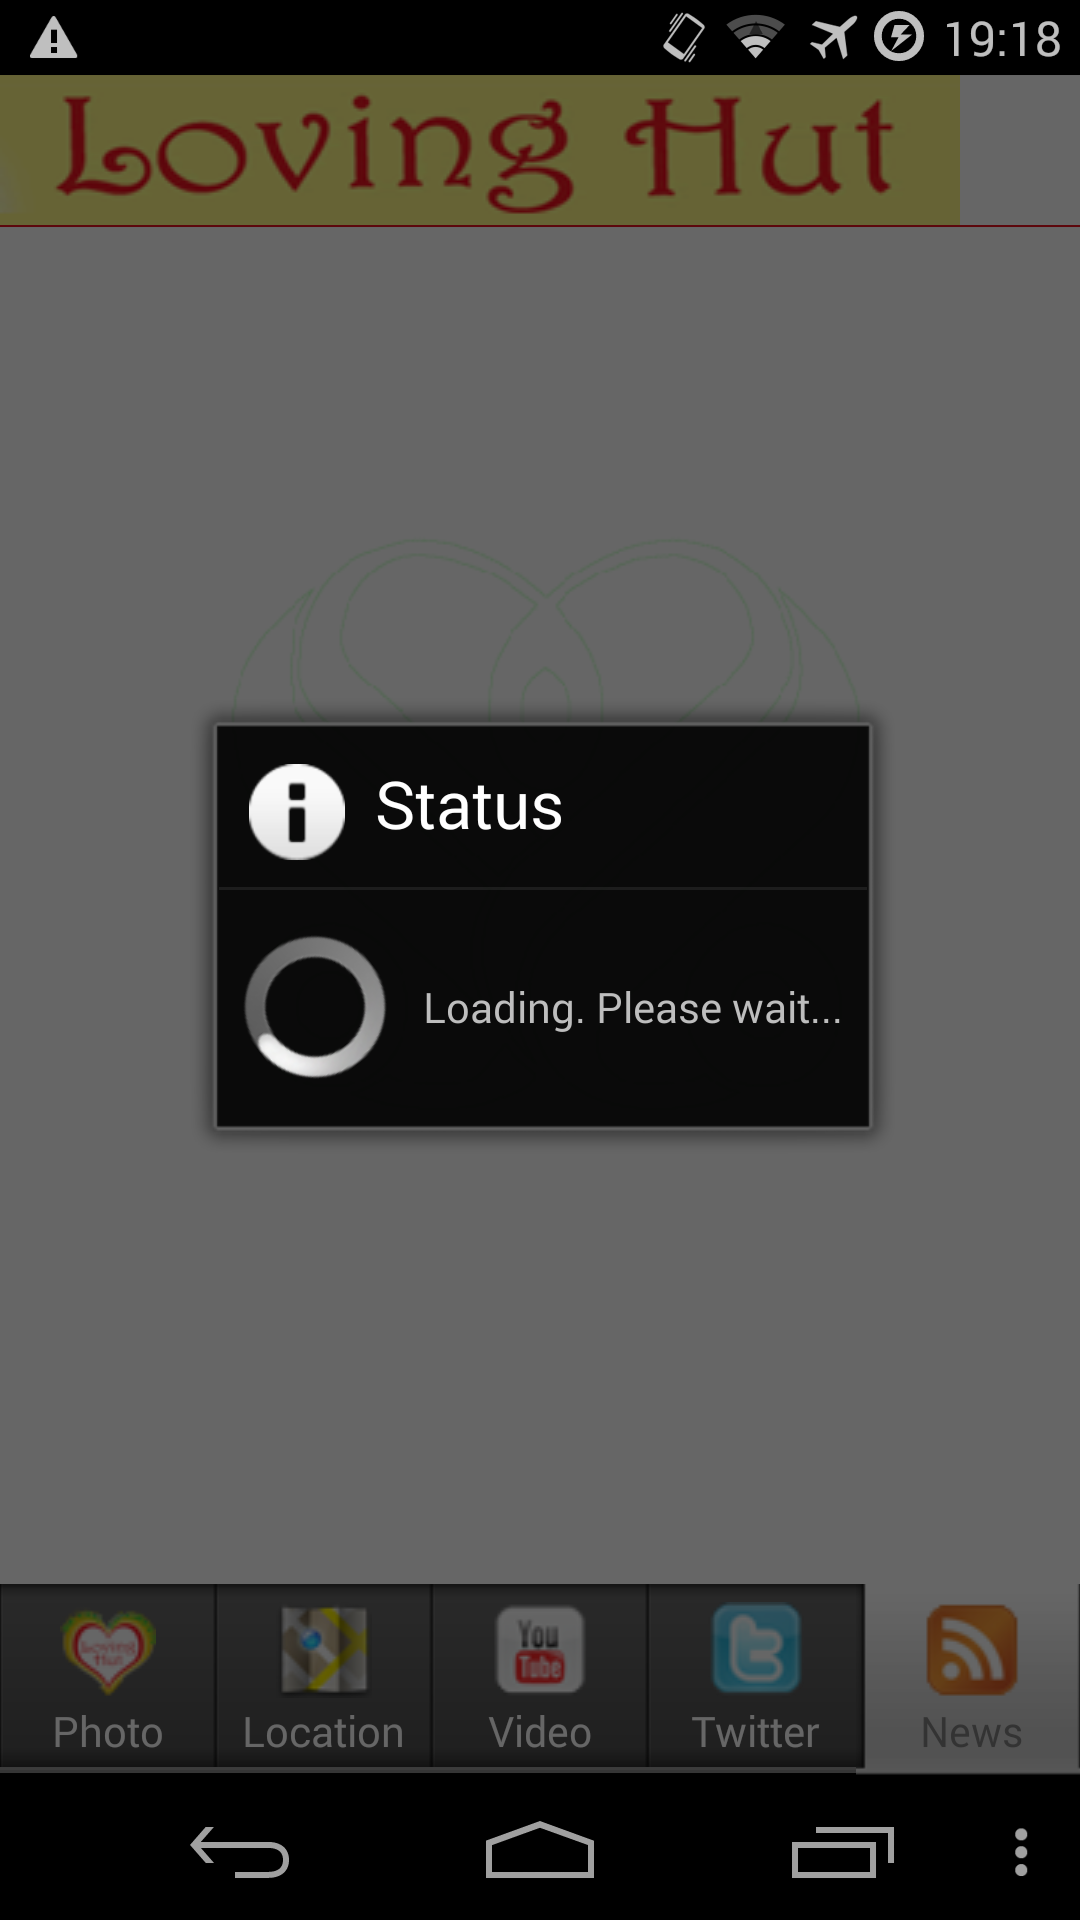 19:18
Loving Hut
Status
Loading. Please wait...
Loving
Hut
You
Tube
Photo
Location
Video
Twitter
News